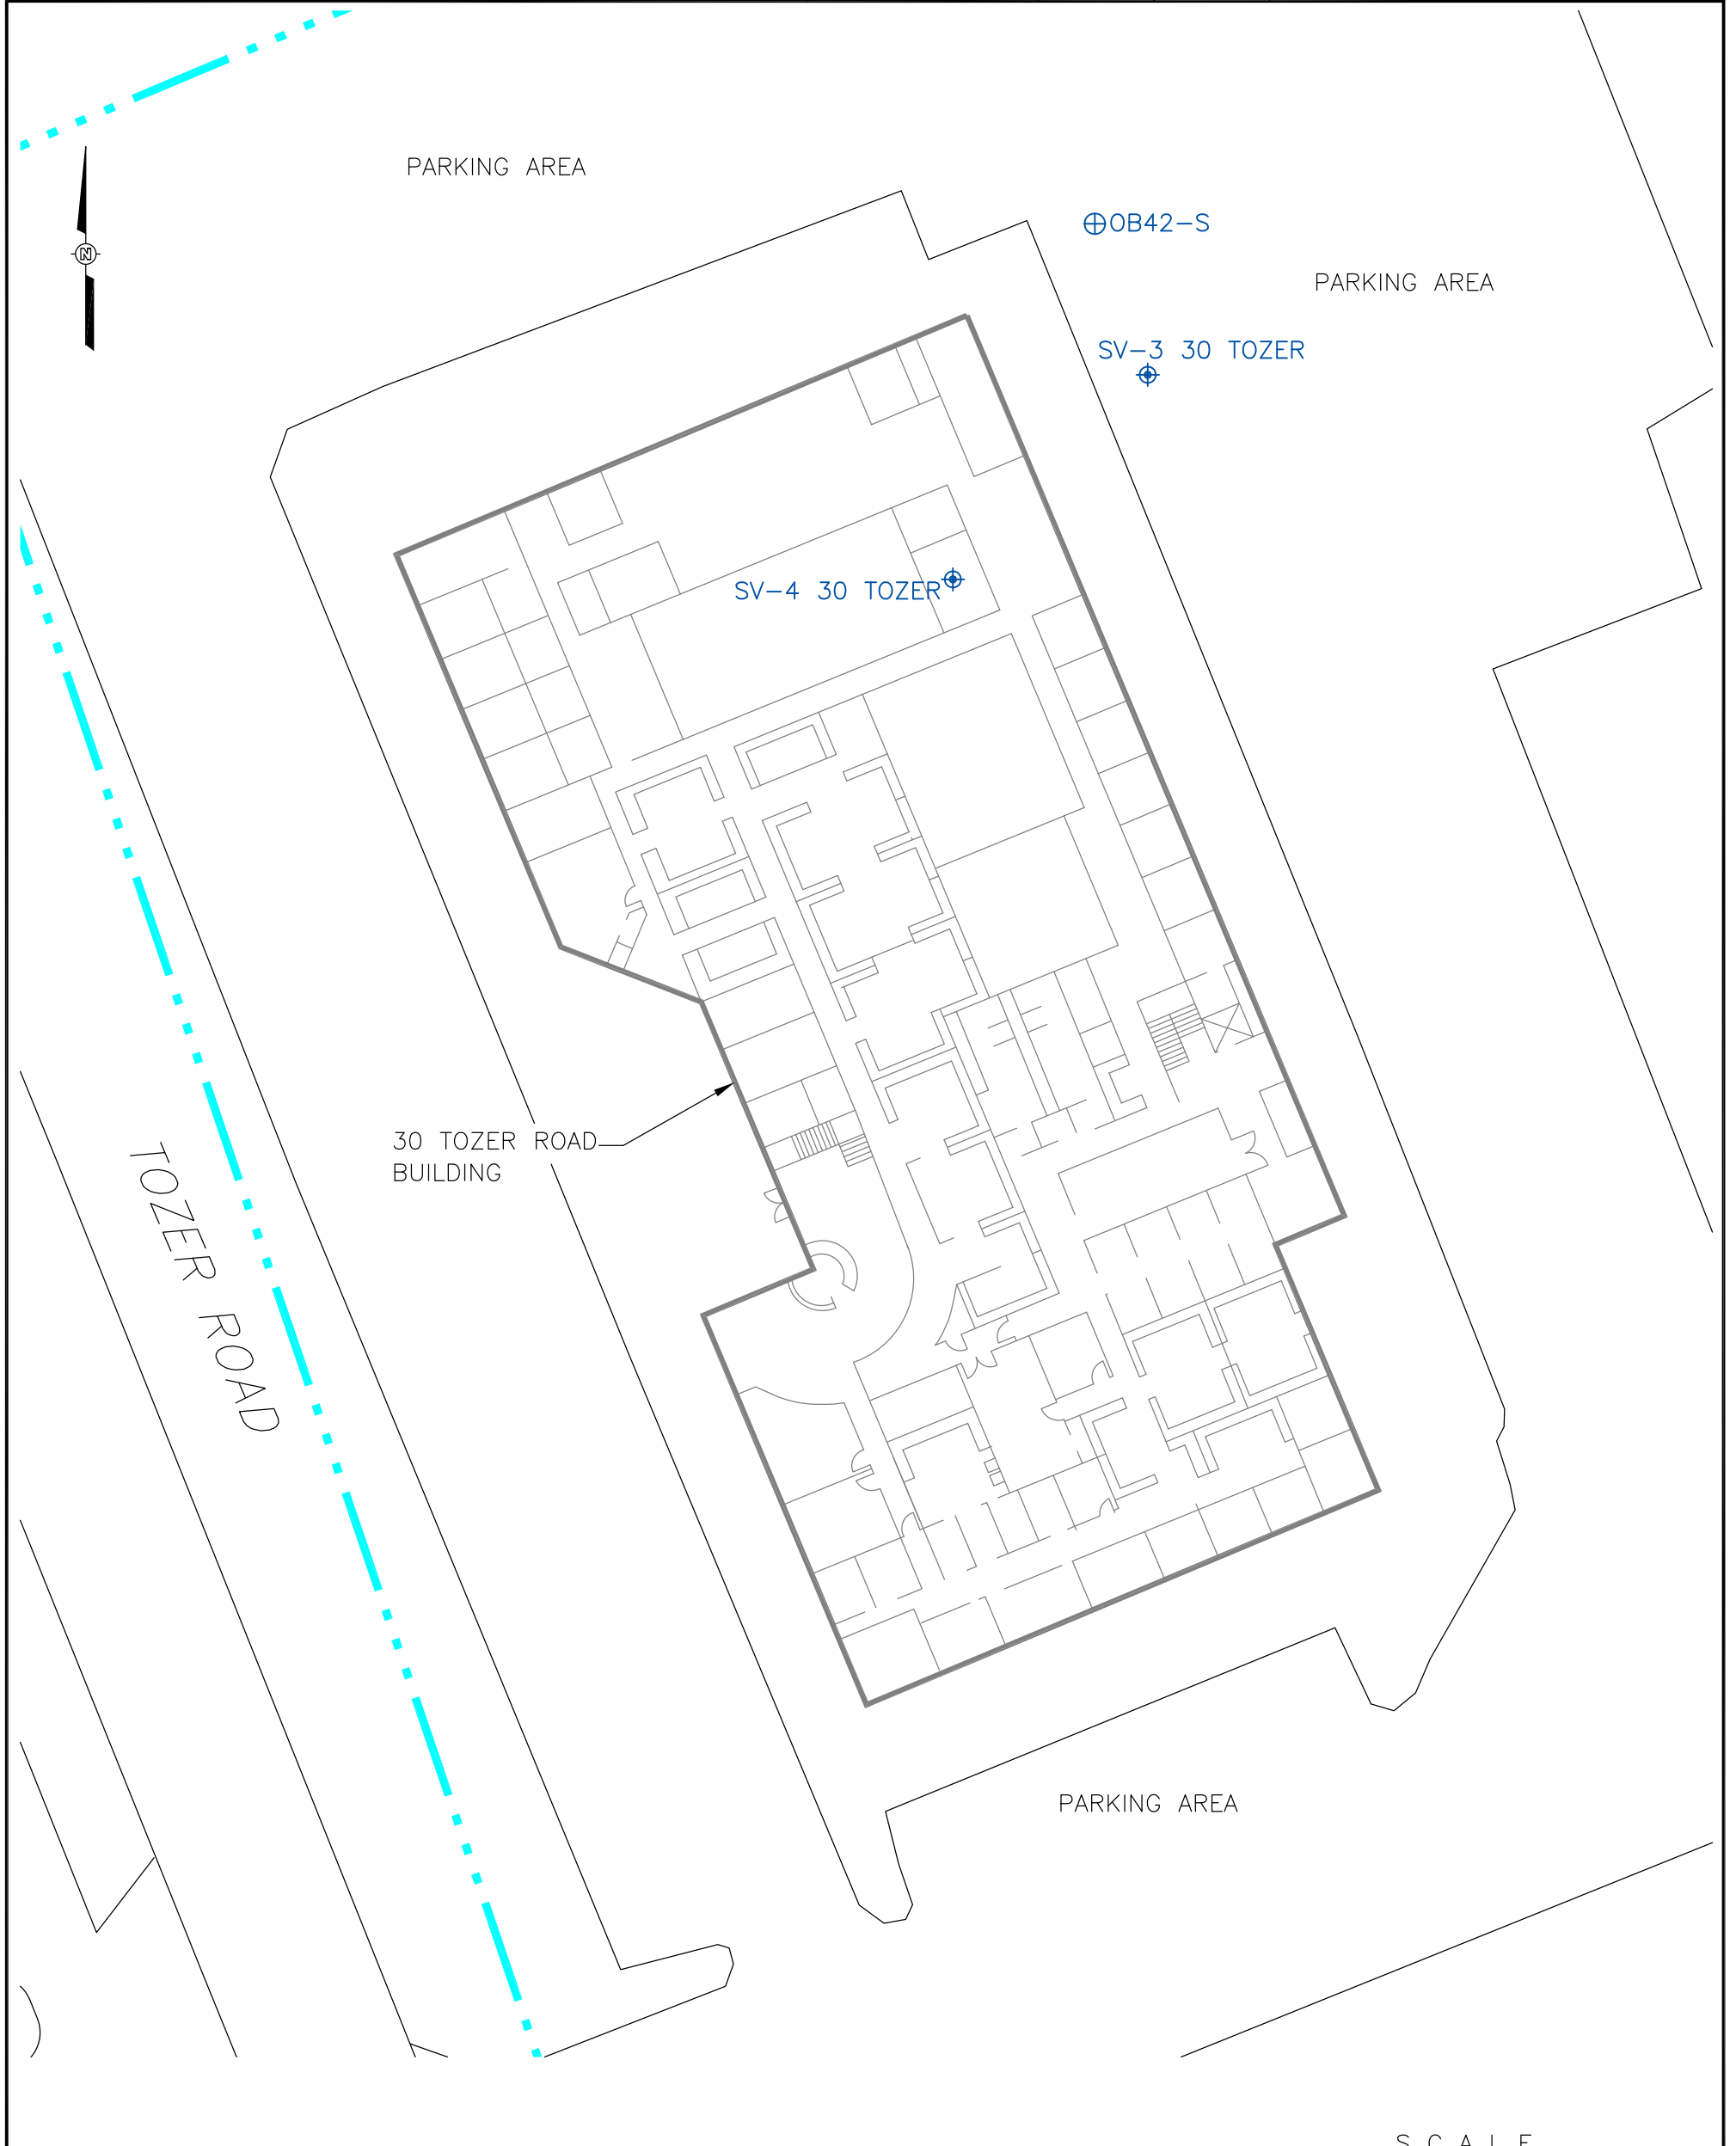 PARKING AREA
OB42-S
N
PARKING AREA
SV-3 30 TOZER
SV-4 30 TOZER
30 TOZER ROAD
BUILDING
TOZER ROAD
PARKING AREA
SCALE